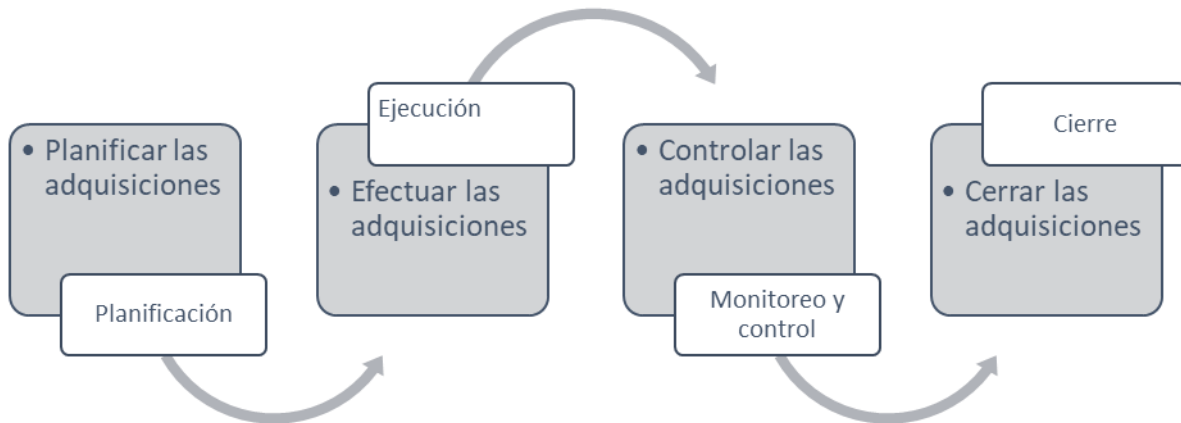 • Planificar las
adquisiciones
Planificación
Ejecución
• Efectuar las
adquisiciones
• Controlar las
adquisiciones
Monitoreo y
control
Cierre
• Cerrar las
adquisiciones